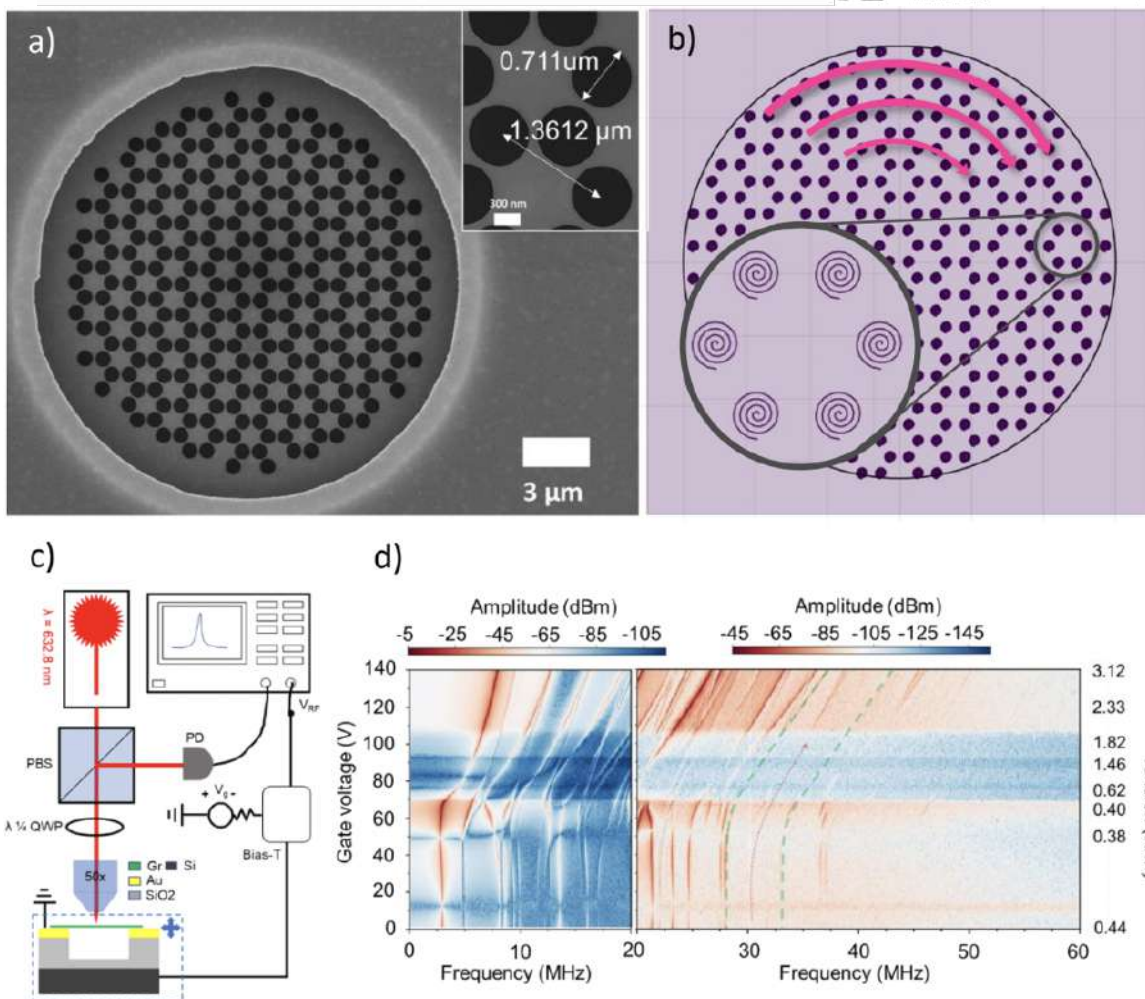 a)
0.711um
1.3612 μm
300 nm
3 μm
b)
c)
λ = 632.8 nm
PBS
PD
V_RF
+ V_g -
λ ¼ QWP
Bias-T
50x
Gr Si
Au
SiO2
d)
Amplitude (dBm)
-5 -25 -45 -65 -85 -105
Amplitude (dBm)
-45 -65 -85 -105 -125 -145
Gate voltage (V)
140
120
100
80
60
40
20
0
3.12
2.33
1.82
1.46
0.62
0.40
0.38
0.44
0 10 20
20 30 40 50 60
Frequency (MHz)
Frequency (MHz)